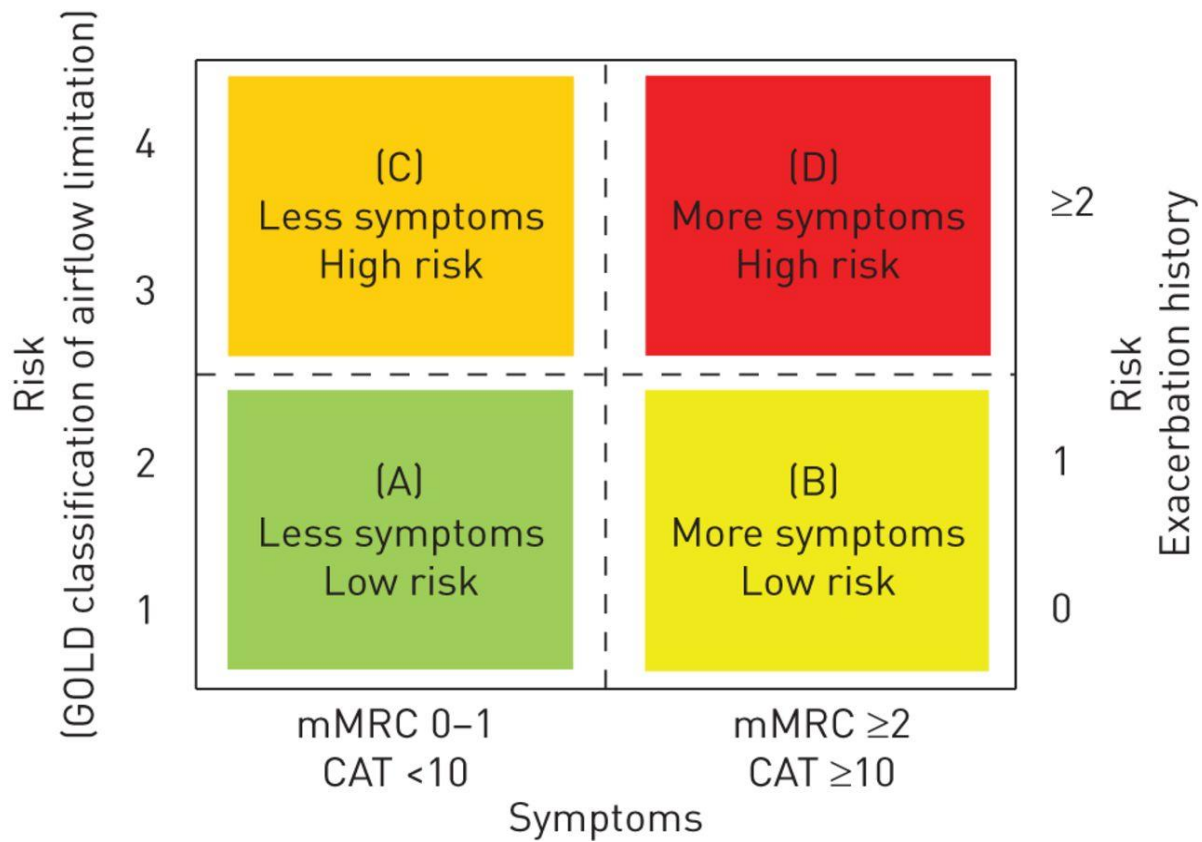 Risk
(GOLD classification of airflow limitation)
4
3
2
1
(C)
Less symptoms
High risk
(D)
More symptoms
High risk
(A)
Less symptoms
Low risk
(B)
More symptoms
Low risk
≥2
1
0
Risk
Exacerbation history
mMRC 0–1
CAT <10
mMRC ≥2
CAT ≥10
Symptoms